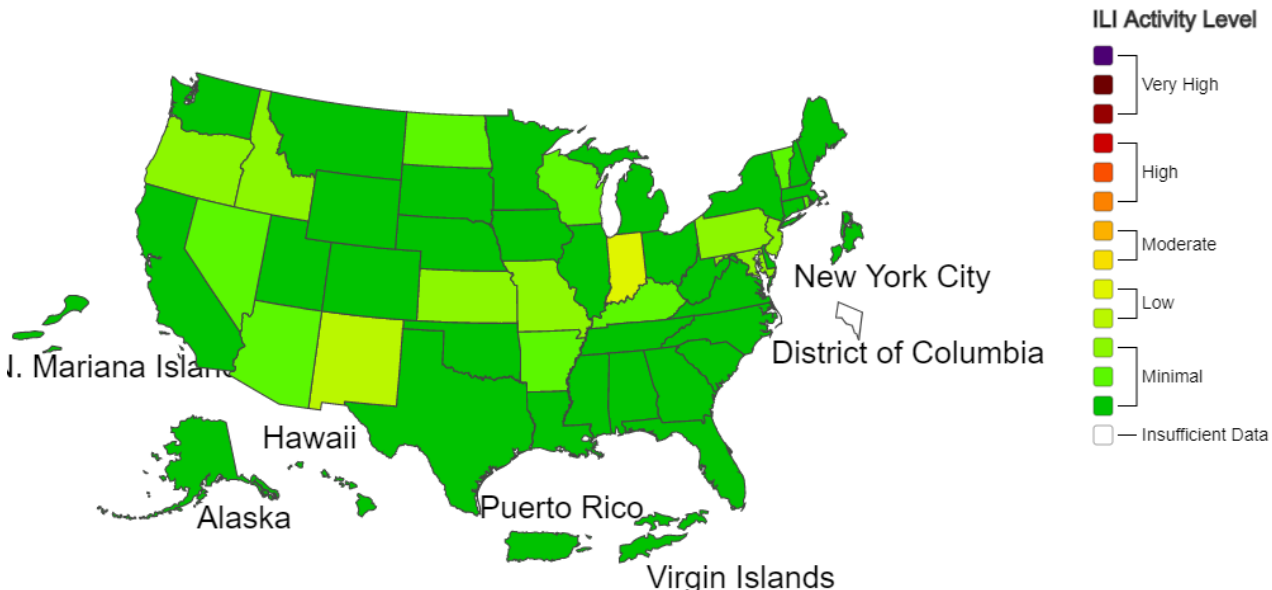 ILI Activity Level
Very High
High
Moderate
Low
Minimal
Insufficient Data
New York City
District of Columbia
N. Mariana Islan
Hawaii
Alaska
Puerto Rico
Virgin Islands